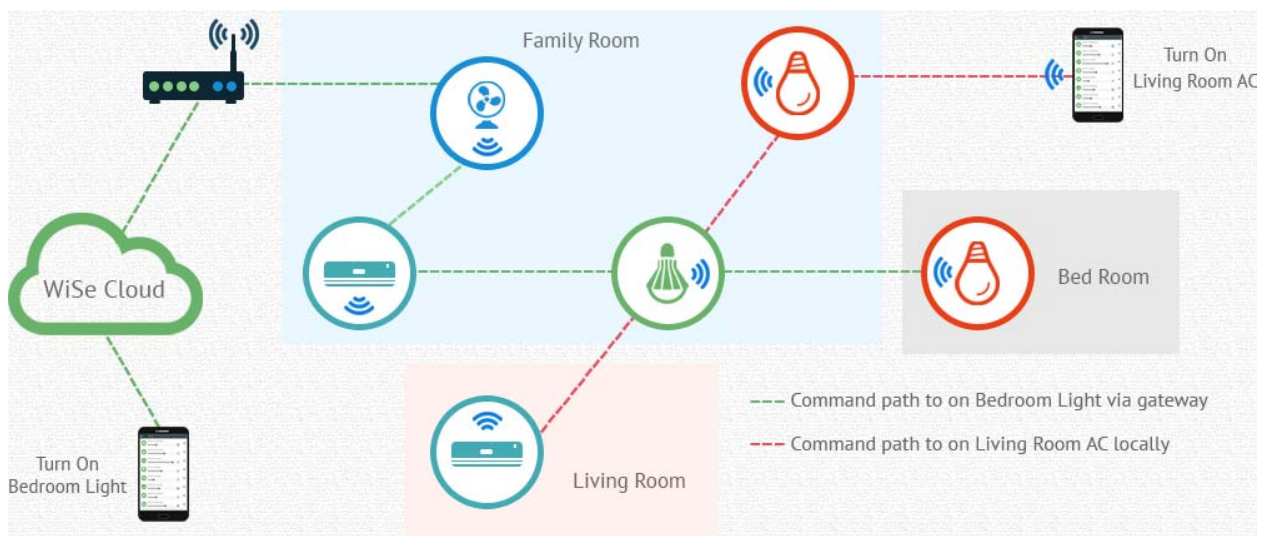 Family Room
Turn On
Living Room AC
WiSe Cloud
Bed Room
Command path to on Bedroom Light via gateway
Command path to on Living Room AC locally
Turn On
Bedroom Light
Living Room